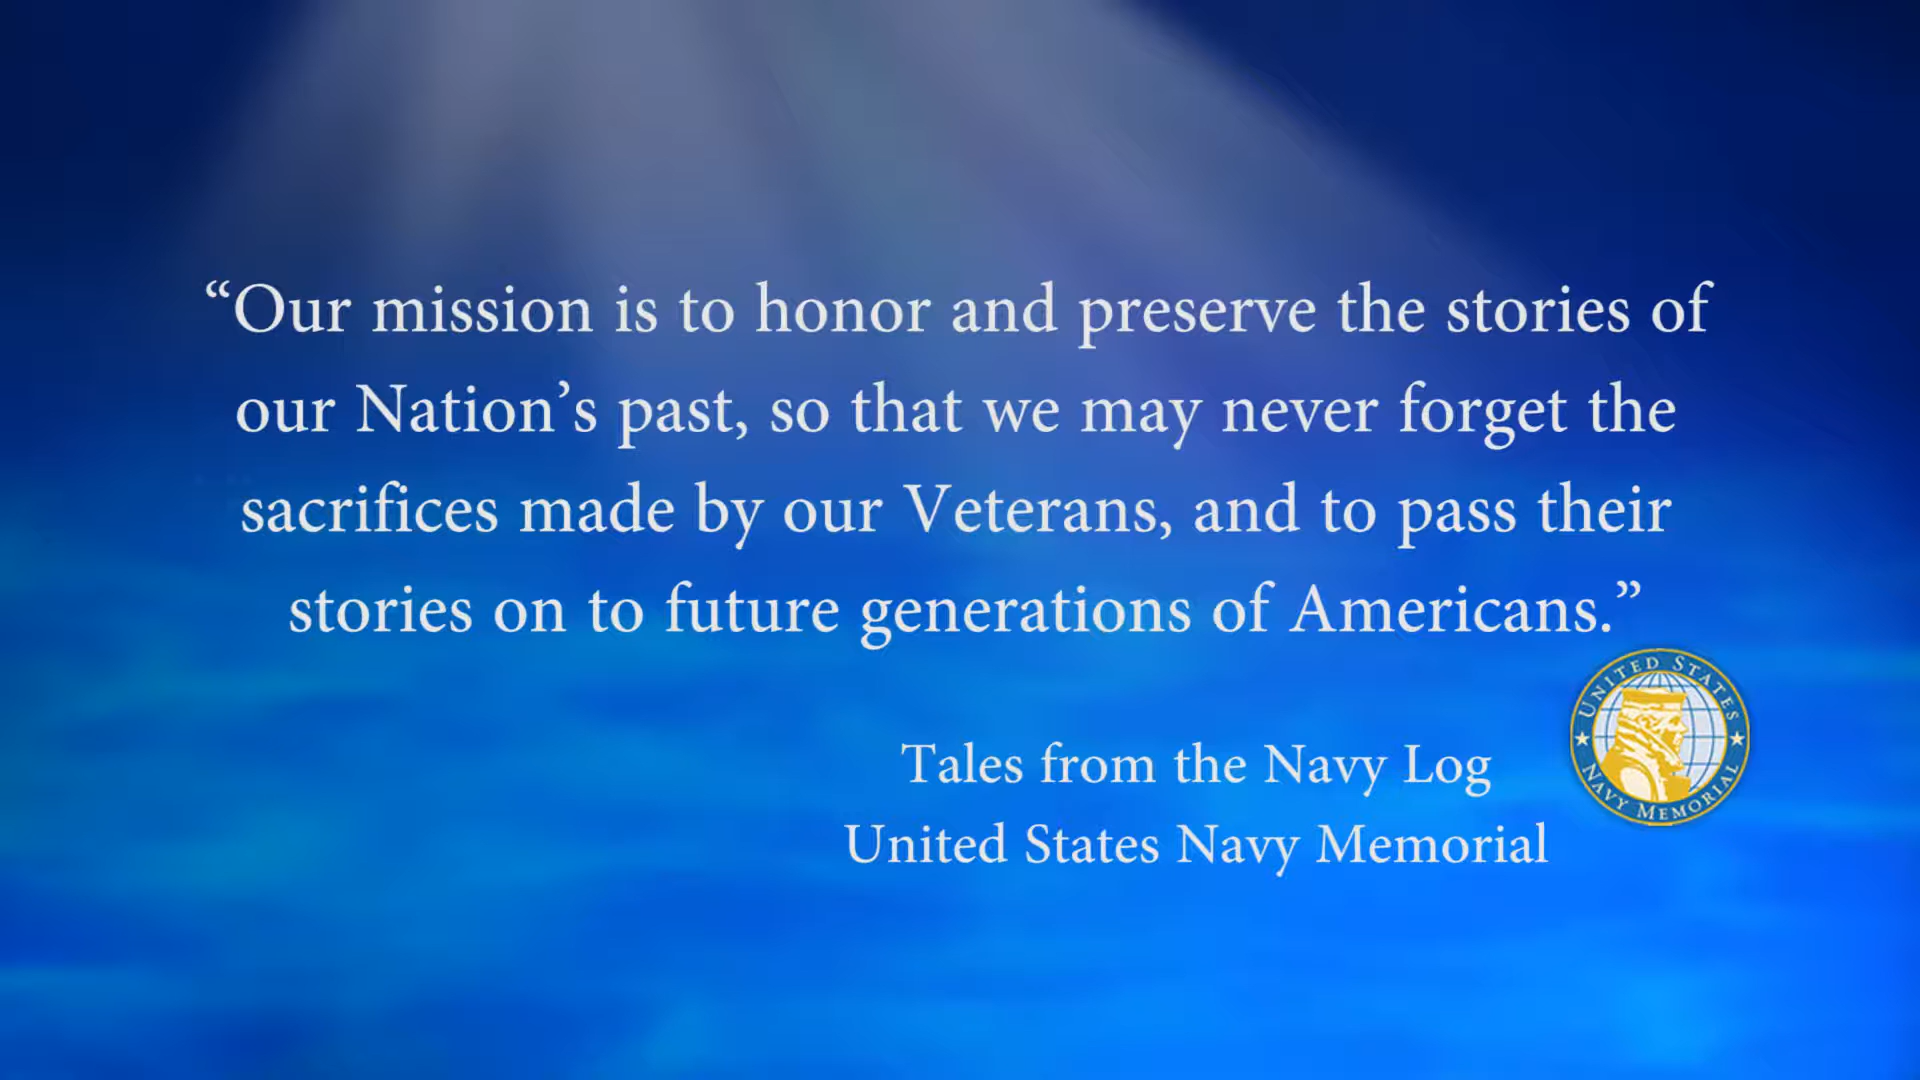 “Our mission is to honor and preserve the stories of
our Nation’s past, so that we may never forget the
sacrifices made by our Veterans, and to pass their
stories on to future generations of Americans.”
Tales from the Navy Log
United States Navy Memorial
UNITED STATES
NAVY MEMORIAL